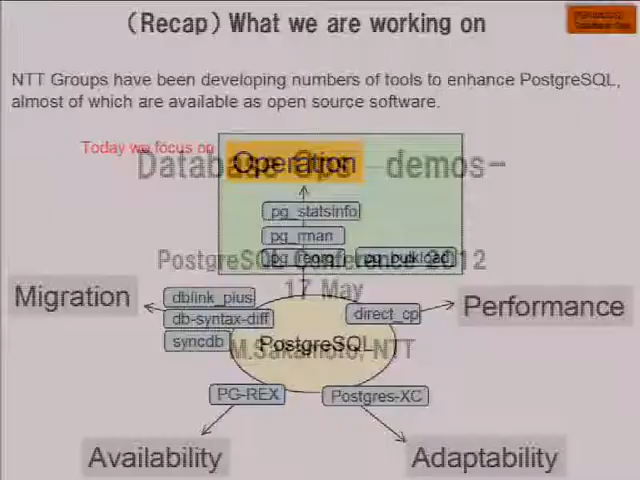 (Recap) What we are working on
NTT Groups have been developing numbers of tools to enhance PostgreSQL,
almost of which are available as open source software.
Today we focus on
Operation
Database Ops -demos-
pg_statsinfo
pg_rman
pg_reorg
pg_bulkload
PostgreSQL Conference 2012
17 May
Migration
dblink_plus
db-syntax-diff
syncdb
direct_cp
Performance
PostgreSQL
M.Sakamoto, NTT
PG-REX
Postgres-XC
Availability
Adaptability